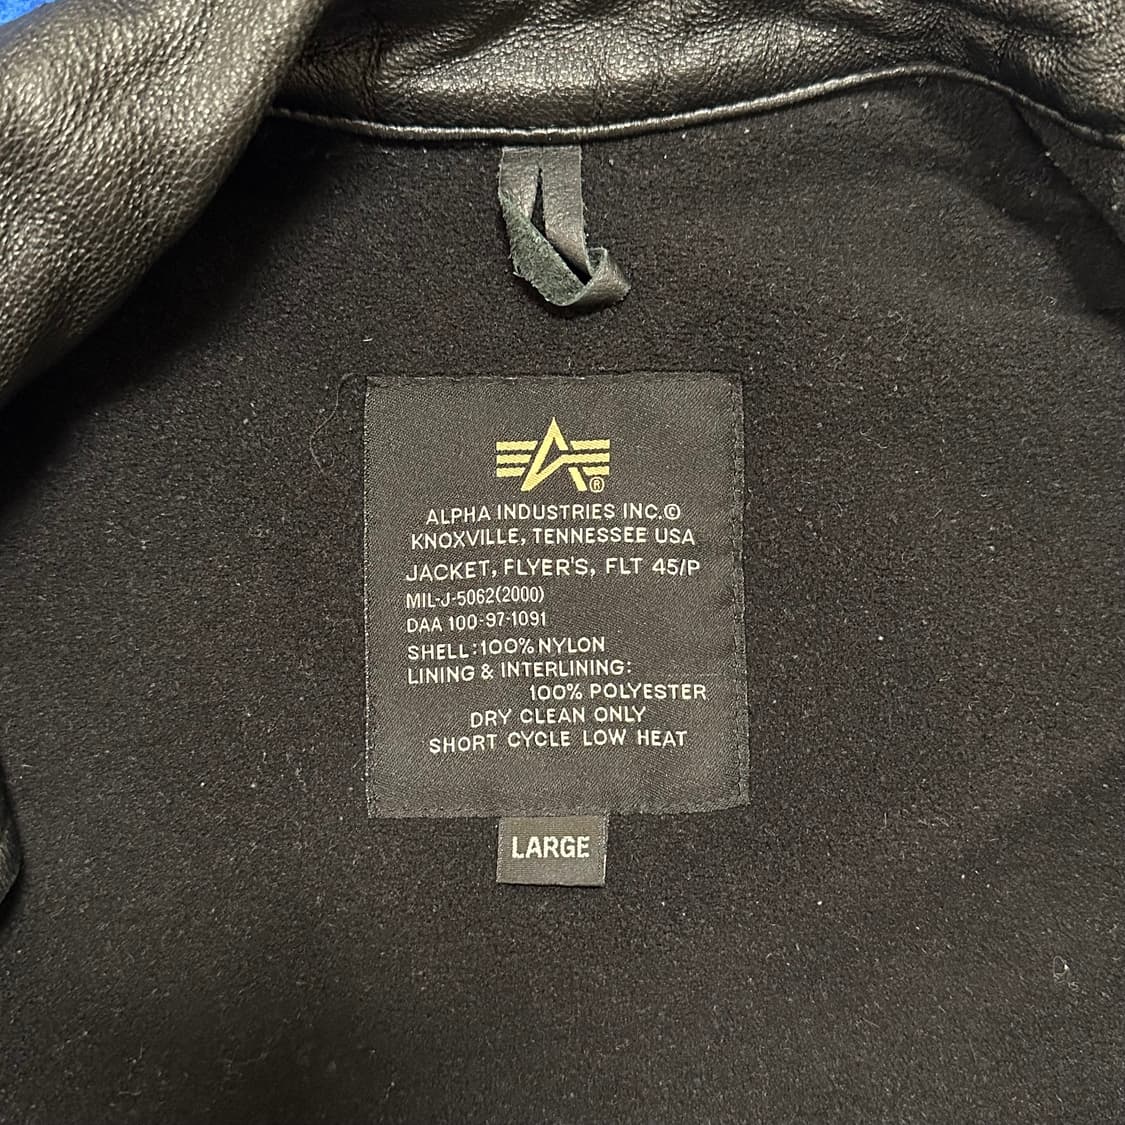 ®
ALPHA INDUSTRIES INC.©
KNOXVILLE, TENNESSEE USA
JACKET, FLYER'S, FLT 45/P
MIL-J-5062(2000)
DAA 100-97-1091
SHELL:100% NYLON
LINING & INTERLINING:
100% POLYESTER
DRY CLEAN ONLY
SHORT CYCLE LOW HEAT
LARGE